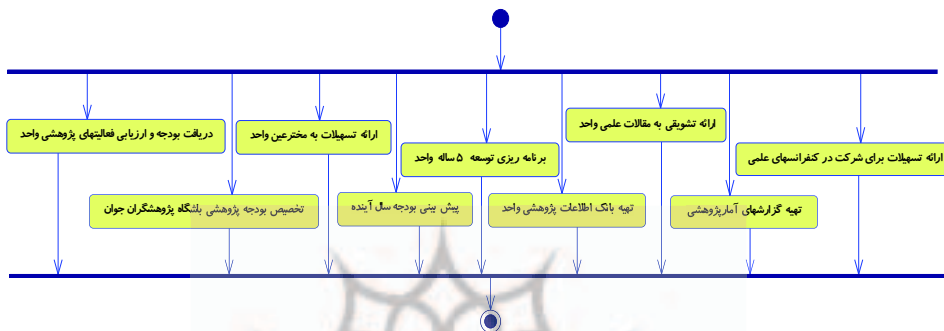 ارائه تشویقی به مقالات علمی واحد
دریافت بودجه و ارزیابی فعالیتهای پژوهشی واحد
ارائه تسهیلات به مخترعین واحد
برنامه ریزی توسعه ۵ ساله واحد
ارائه تسهیلات برای شرکت در کنفرانسهای علمی
تخصیص بودجه پژوهشی باشگاه پژوهشگران جوان
پیش بینی بودجه سال آینده
تهیه بانک اطلاعات پژوهشی واحد
تهیه گزارشهای آمارپژوهشی